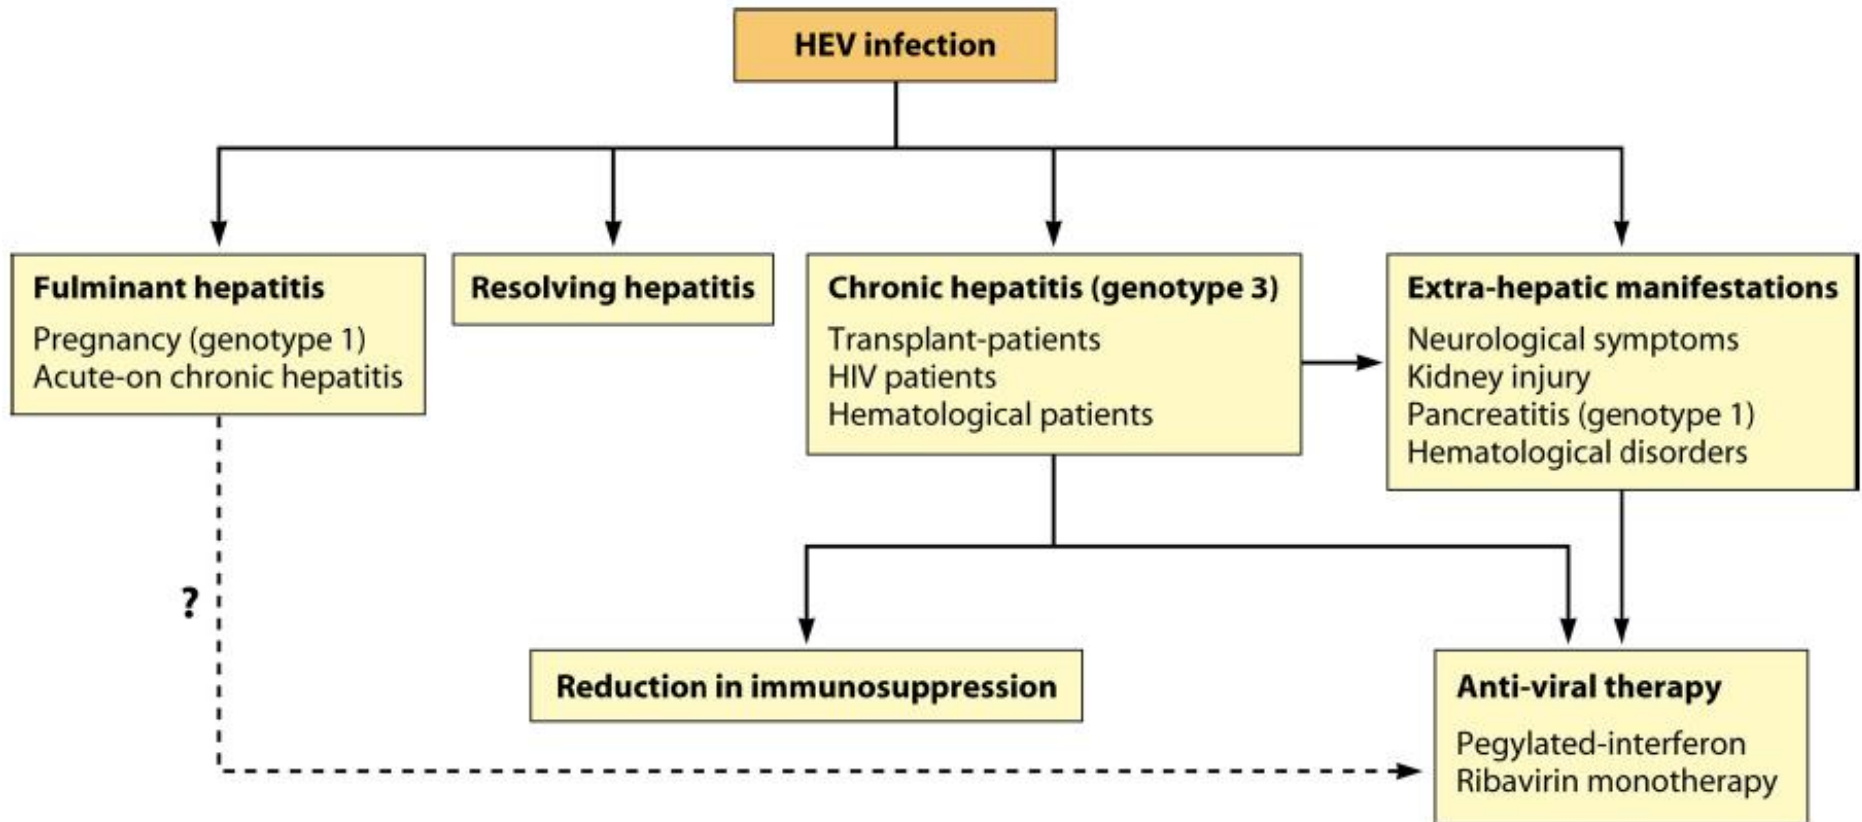 HEV infection
Fulminant hepatitis
Pregnancy (genotype 1)
Acute-on chronic hepatitis
Resolving hepatitis
Chronic hepatitis (genotype 3)
Transplant-patients
HIV patients
Hematological patients
Extra-hepatic manifestations
Neurological symptoms
Kidney injury
Pancreatitis (genotype 1)
Hematological disorders
?
Reduction in immunosuppression
Anti-viral therapy
Pegylated-interferon
Ribavirin monotherapy